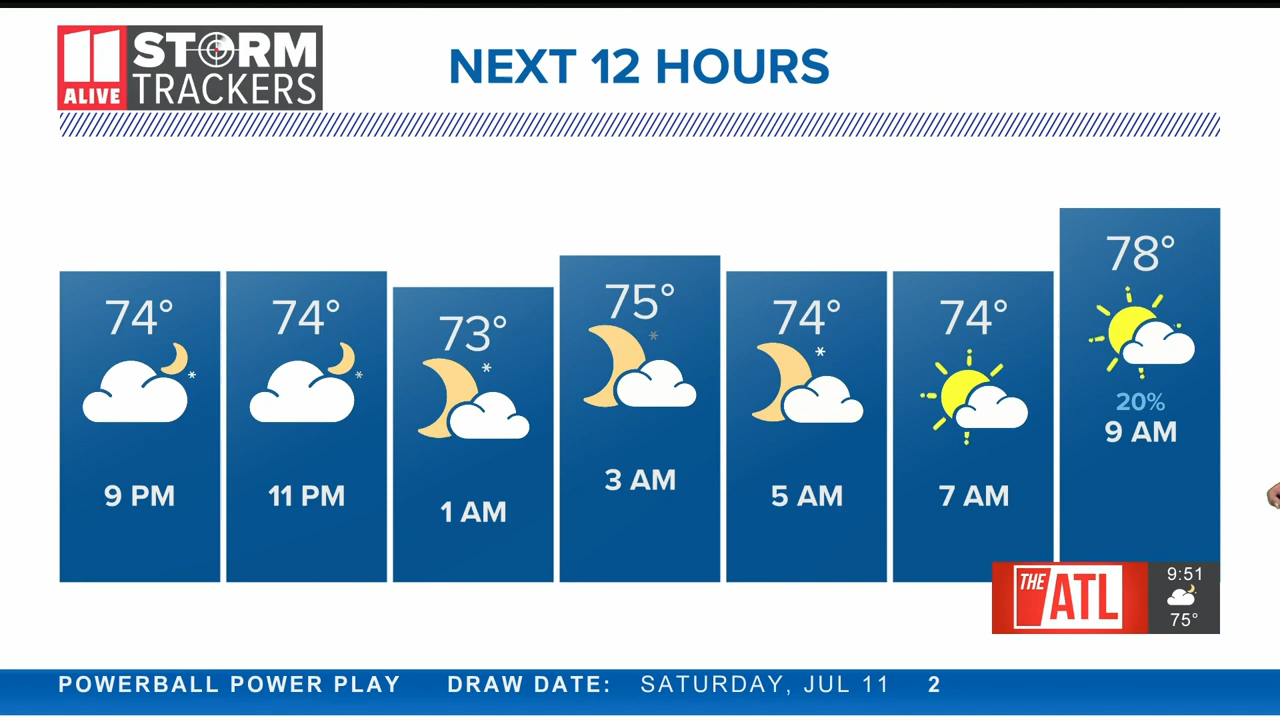 11 ALIVE STORM TRACKERS
NEXT 12 HOURS
74° 74° 73° 75° 74° 74° 78°
20%
9 PM 11 PM 1 AM 3 AM 5 AM 7 AM 9 AM
THE ATL
9:51
75°
POWERBALL POWER PLAY DRAW DATE: SATURDAY, JUL 11 2